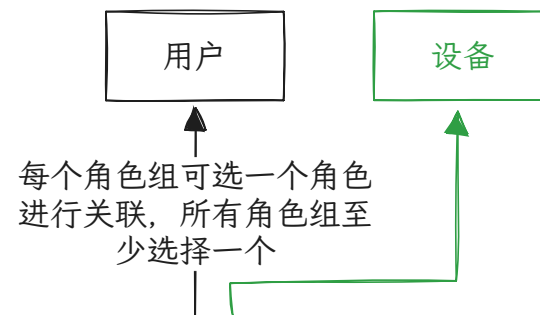 用户
设备
每个角色组可选一个角色
进行关联，所有角色组至
少选择一个